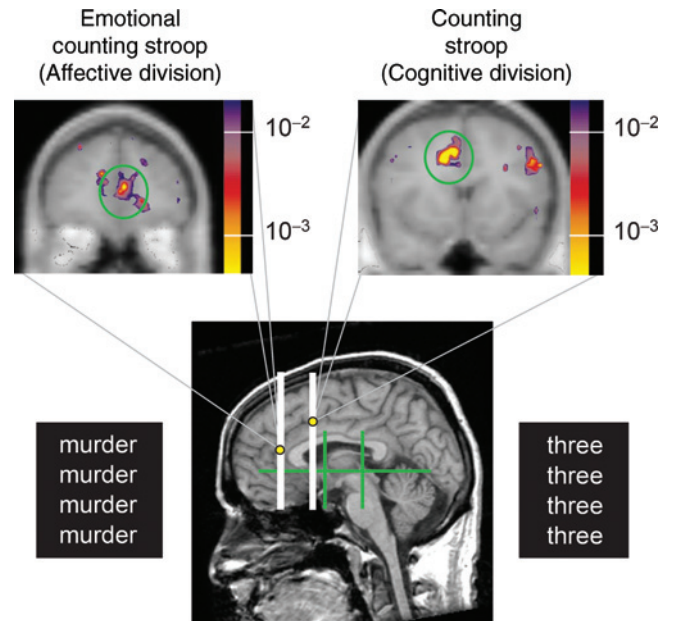 Emotional
counting stroop
(Affective division)
Counting
stroop
(Cognitive division)
10−2
10−3
10−2
10−3
murder
murder
murder
murder
three
three
three
three